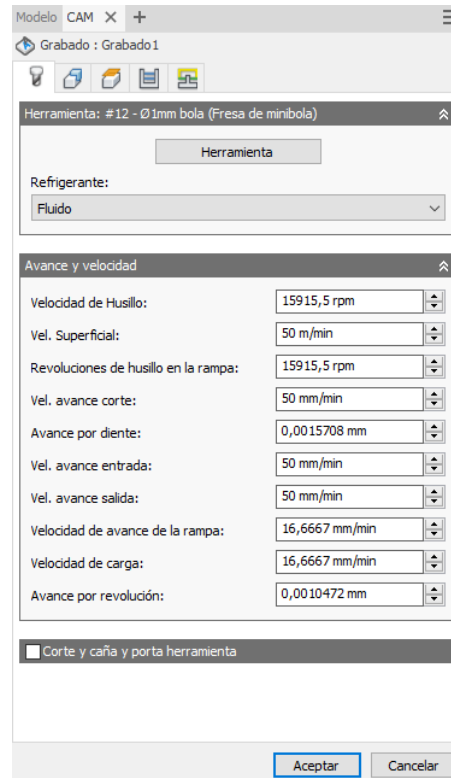 Modelo CAM
Grabado : Grabado1
Herramienta: #12 - Ø1mm bola (Fresa de minibola)
Herramienta
Refrigerante:
Fluido
Avance y velocidad
Velocidad de Husillo: 15915,5 rpm
Vel. Superficial: 50 m/min
Revoluciones de husillo en la rampa: 15915,5 rpm
Vel. avance corte: 50 mm/min
Avance por diente: 0,0015708 mm
Vel. avance entrada: 50 mm/min
Vel. avance salida: 50 mm/min
Velocidad de avance de la rampa: 16,6667 mm/min
Velocidad de carga: 16,6667 mm/min
Avance por revolución: 0,0010472 mm
Corte y caña y porta herramienta
Aceptar Cancelar